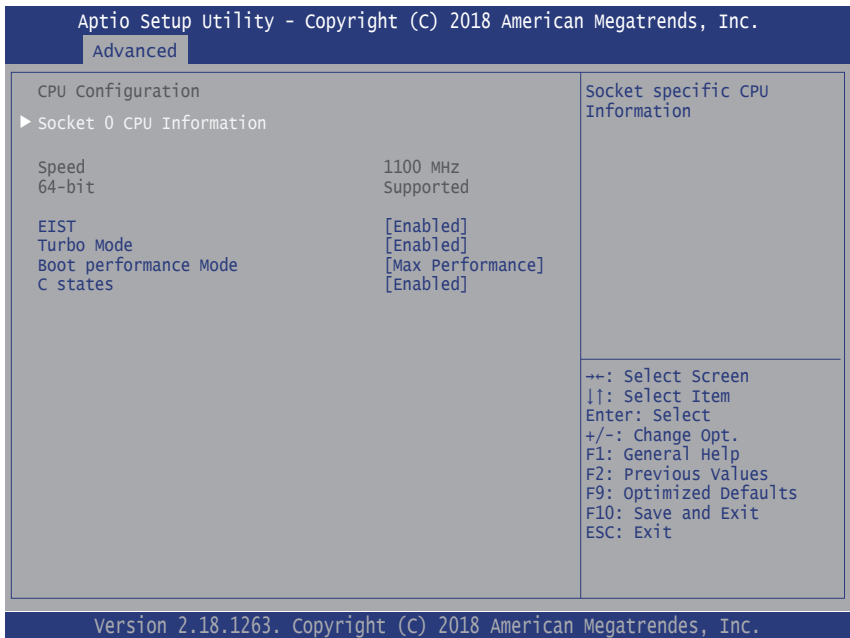 Aptio Setup Utility - Copyright (C) 2018 American Megatrends, Inc.
Advanced
CPU Configuration
▶ Socket 0 CPU Information
Speed 1100 MHz
64-bit Supported
EIST [Enabled]
Turbo Mode [Enabled]
Boot performance Mode [Max Performance]
C states [Enabled]
Socket specific CPU
Information
→←: Select Screen
↓↑: Select Item
Enter: Select
+/-: Change Opt.
F1: General Help
F2: Previous Values
F9: Optimized Defaults
F10: Save and Exit
ESC: Exit
Version 2.18.1263. Copyright (C) 2018 American Megatrendes, Inc.